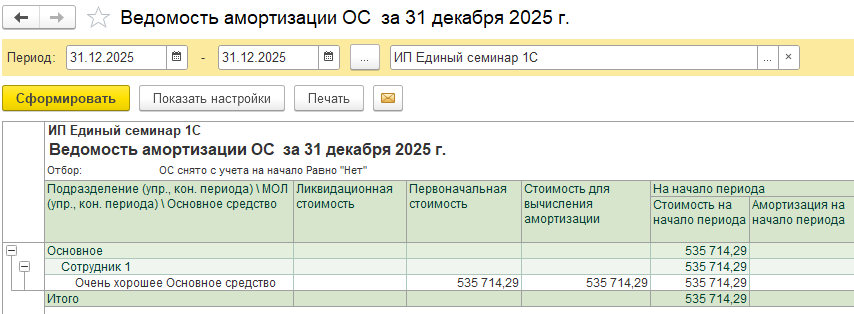 Ведомость амортизации ОС за 31 декабря 2025 г.
Период: 31.12.2025 - 31.12.2025 ... ИП Единый семинар 1С ... ×
Сформировать Показать настройки Печать
ИП Единый семинар 1С
Ведомость амортизации ОС за 31 декабря 2025 г.
Отбор: ОС снято с учета на начало Равно "Нет"
Подразделение (упр., кон. периода) \ МОЛ (упр., кон. периода) \ Основное средство
Ликвидационная стоимость
Первоначальная стоимость
Стоимость для вычисления амортизации
На начало периода
Стоимость на начало периода
Амортизация на начало периода
Основное 535 714,29
Сотрудник 1 535 714,29
Очень хорошее Основное средство 535 714,29 535 714,29 535 714,29
Итого 535 714,29